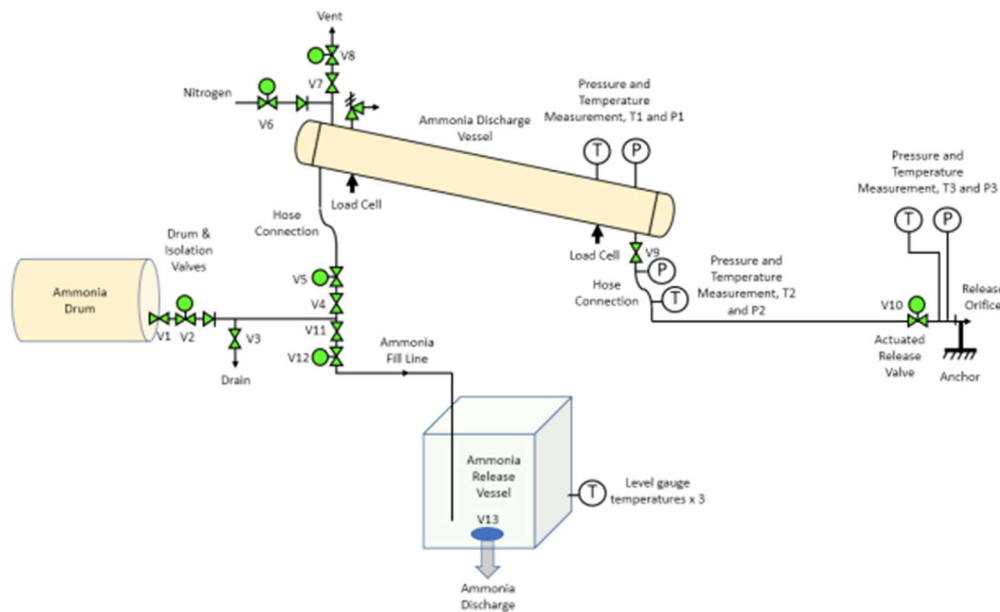 Vent
V8
V7
Nitrogen
V6
Ammonia Discharge
Vessel
Pressure and
Temperature
Measurement, T1 and P1
T
P
Load Cell
Hose
Connection
Load Cell
V9
P
T
Hose
Connection
Pressure and
Temperature
Measurement, T2
and P2
Pressure and
Temperature
Measurement, T3 and P3
T
P
V10
Release
Orifice
Actuated
Release
Valve
Anchor
Drum &
Isolation
Valves
Ammonia
Drum
V1
V2
V3
Drain
V5
V4
V11
V12
Ammonia
Fill Line
Ammonia
Release
Vessel
V13
T
Level gauge
temperatures x 3
Ammonia
Discharge